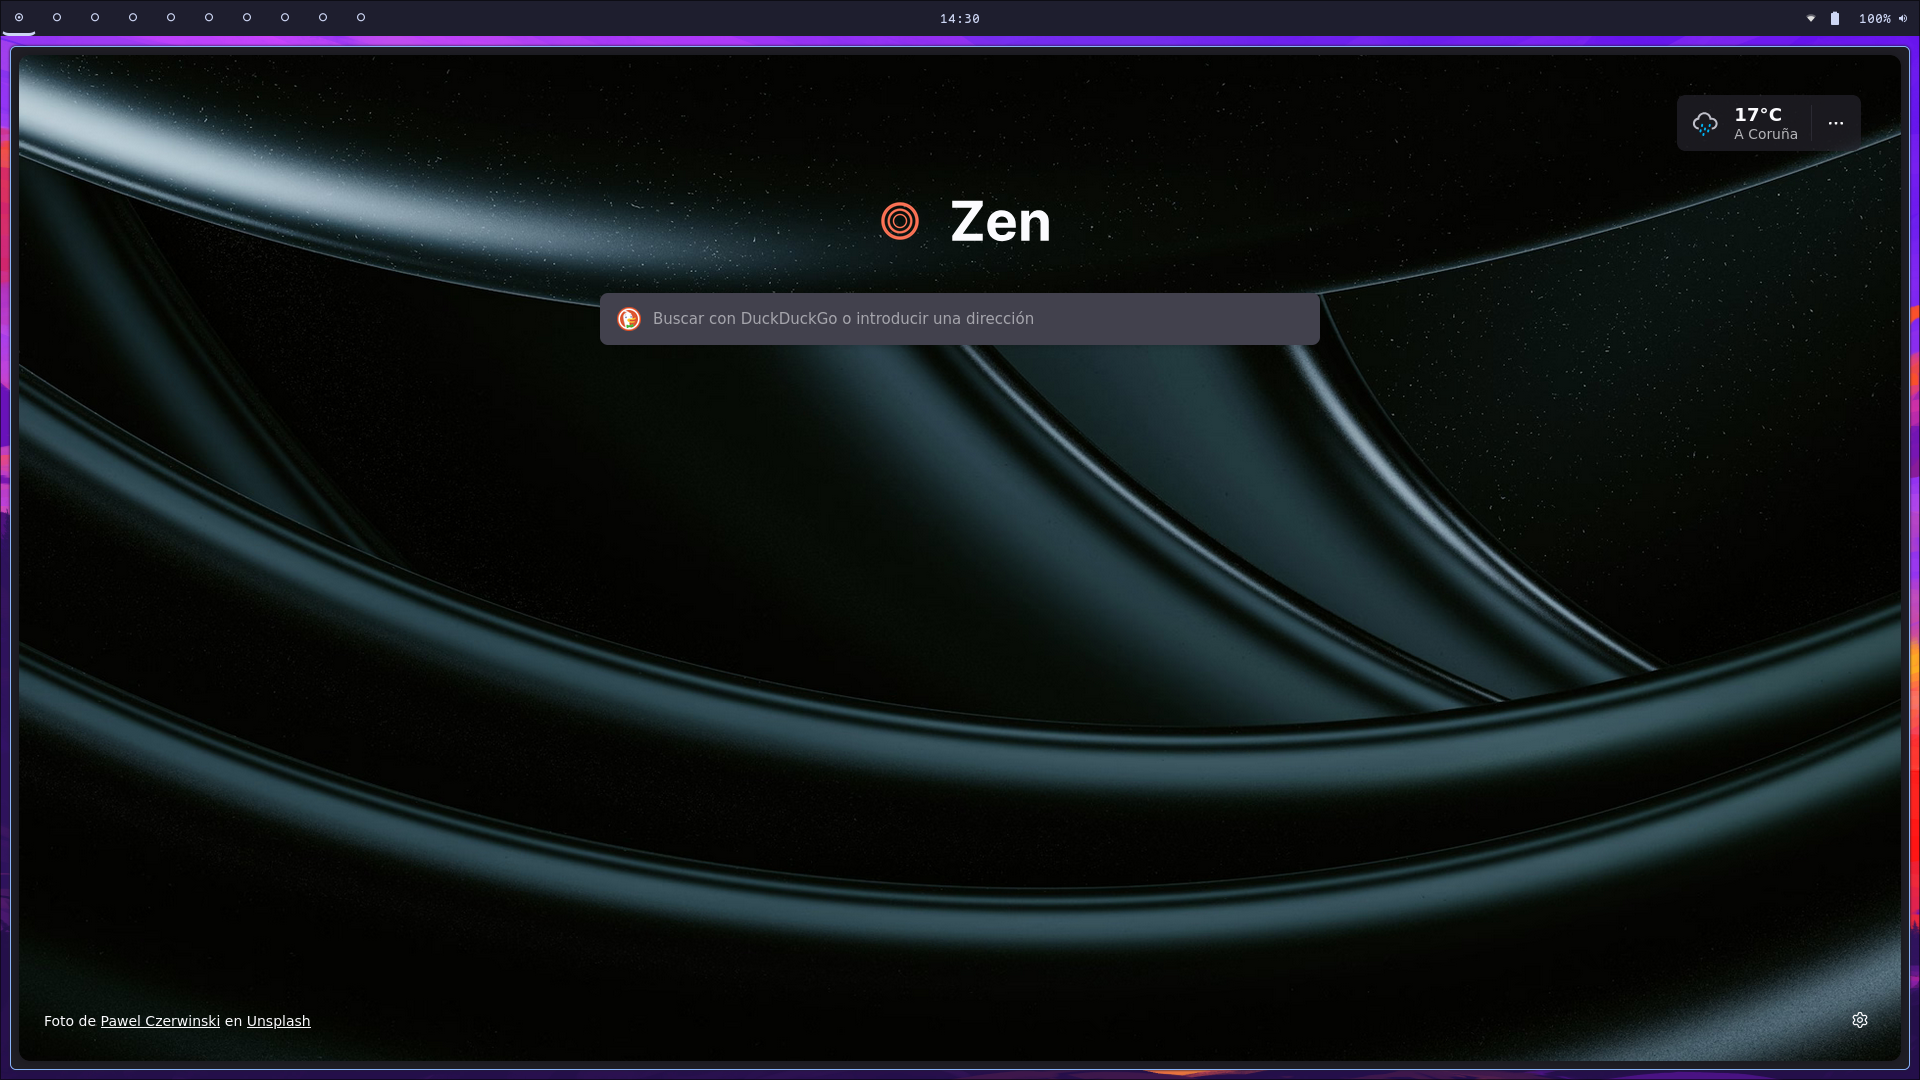 14:30
100%
17°C
A Coruña
Zen
Buscar con DuckDuckGo o introducir una dirección
Foto de Pawel Czerwinski en Unsplash